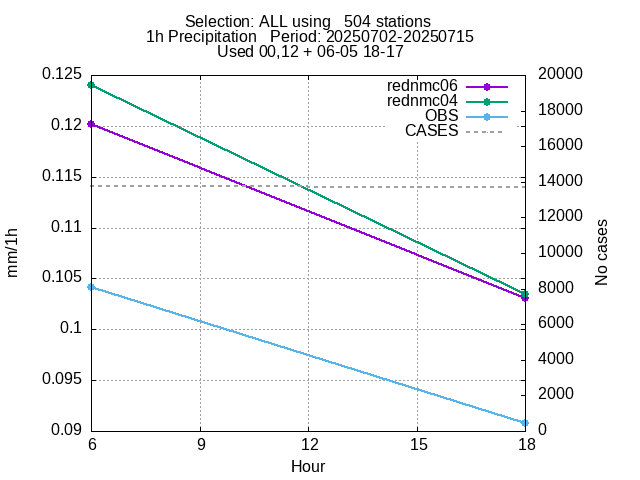 Selection: ALL using   504 stations
1h Precipitation   Period: 20250702-20250715
Used 00,12 + 06-05 18-17
rednmc06
rednmc04
OBS
CASES
0.125
0.12
0.115
0.11
0.105
0.1
0.095
0.09
mm/1h
20000
18000
16000
14000
12000
10000
8000
6000
4000
2000
0
No cases
6 9 12 15 18
Hour